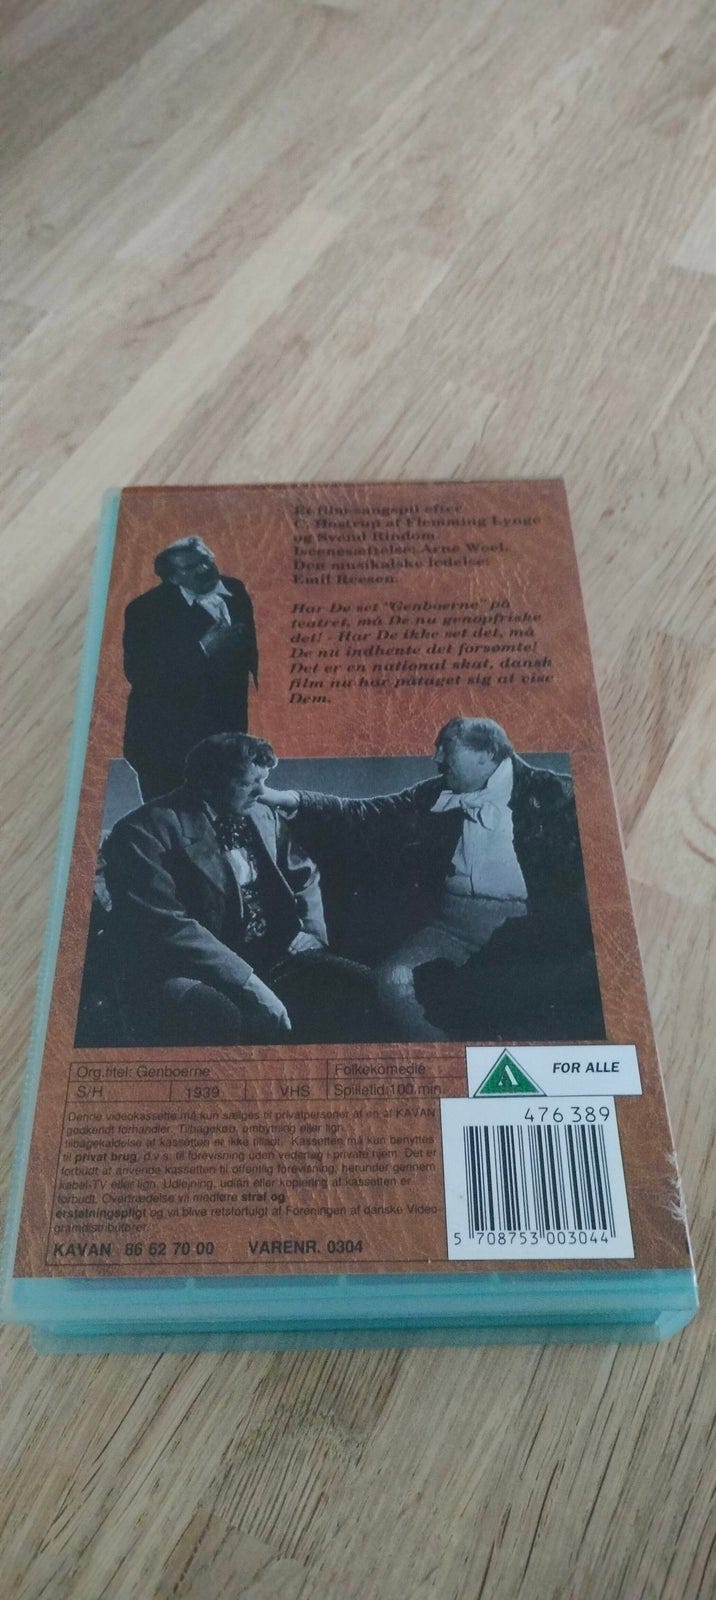 Et film-sangspil efter
C. Hostrup af Flemming Lynge
og Svend Rindom
Iscenesættelse: Arne Weel.
Den musikalske ledelse:
Emil Reesen.
Har De set "Genboerne" på
teatret, må De nu genopfriske
det! - Har De ikke set det, må
De nu indhente det forsømte!
Det er en national skat, dansk
film nu har påtaget sig at vise
Dem.
Org.titel: Genboerne
Folkekomedie
S/H 1939 VHS Spilletid:100 min.
A FOR ALLE
Denne videokassette må kun sælges til privatpersoner af en af KAVAN
godkendt forhandler. Tilbagekøb, ombytning eller lign.
tilbagekaldelse af kassetten er ikke tilladt. Kassetten må kun benyttes
til privat brug, d.v.s. til forevisning uden vederlag i private hjem. Det er
forbudt at anvende kassetten til offentlig forevisning, herunder gennem
kabel-TV eller lign. Udlejning, udlån eller kopiering af kassetten er
forbudt. Overtrædelse vil medføre straf og
erstatningspligt og vil blive retsforfulgt af Foreningen af danske Video-
gramdistributører.
KAVAN 86 62 70 00 VARENR. 0304
476389
5 708753 003044